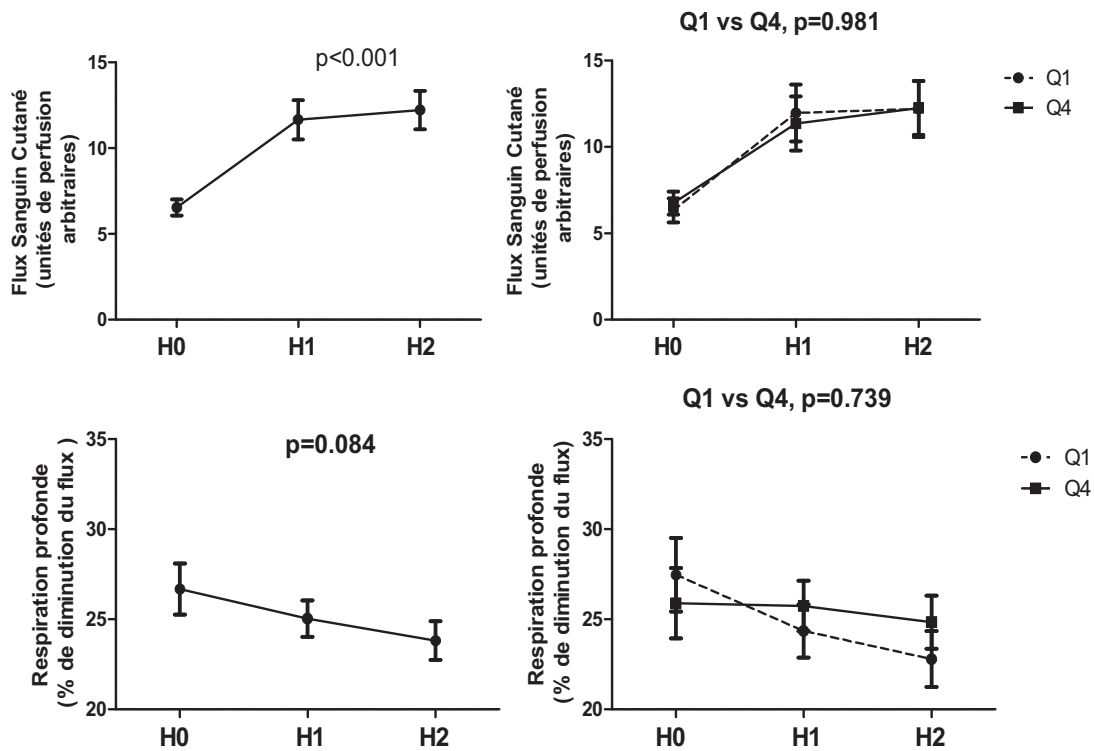 p<0.001
Flux Sanguin Cutané
(unités de perfusion
arbitraires)
15
10
5
0
H0 H1 H2
Q1 vs Q4, p=0.981
Flux Sanguin Cutané
(unités de perfusion
arbitraires)
15
10
5
0
H0 H1 H2
Q1
Q4
p=0.084
Respiration profonde
(% de diminution du flux )
35
30
25
20
H0 H1 H2
Q1 vs Q4, p=0.739
Respiration profonde
(% de diminution du flux)
35
30
25
20
H0 H1 H2
Q1
Q4